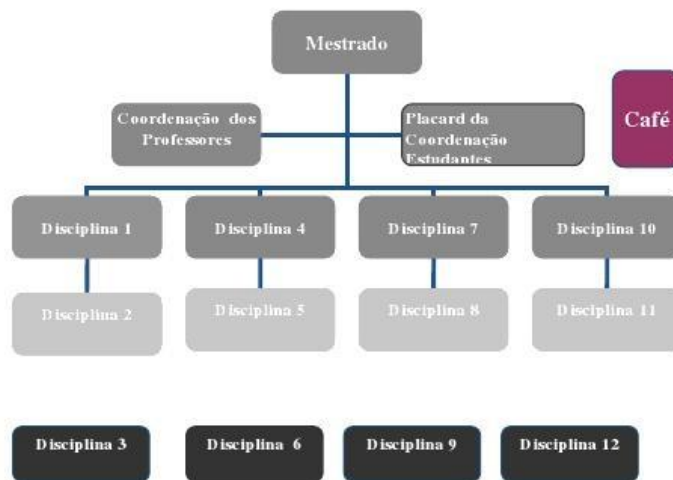 Mestrado
Coordenação dos
Professores
Placard da
Coordenação
Estudantes
Café
Disciplina 1
Disciplina 4
Disciplina 7
Disciplina 10
Disciplina 2
Disciplina 5
Disciplina 8
Disciplina 11
Disciplina 3
Disciplina 6
Disciplina 9
Disciplina 12